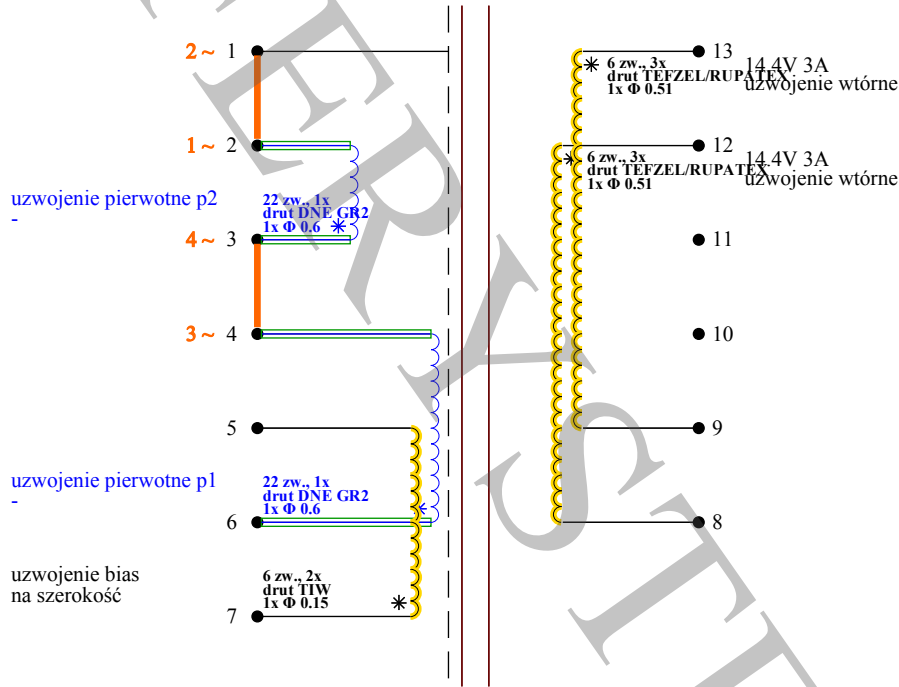 2 ~ 1
1 ~ 2
uzwojenie pierwotne p2
-
22 zw., 1x
drut DNE GR2
1x Φ 0.6
4 ~ 3
3 ~ 4
5
uzwojenie pierwotne p1
-
22 zw., 1x
drut DNE GR2
1x Φ 0.6
6
uzwojenie bias
na szerokość
6 zw., 2x
drut TIW
1x Φ 0.15
7
13
6 zw., 3x
drut TEFZEL/RUPATEX
1x Φ 0.51
14.4V 3A
uzwojenie wtórne
12
6 zw., 3x
drut TEFZEL/RUPATEX
1x Φ 0.51
14.4V 3A
uzwojenie wtórne
11
10
9
8
ERYSTI